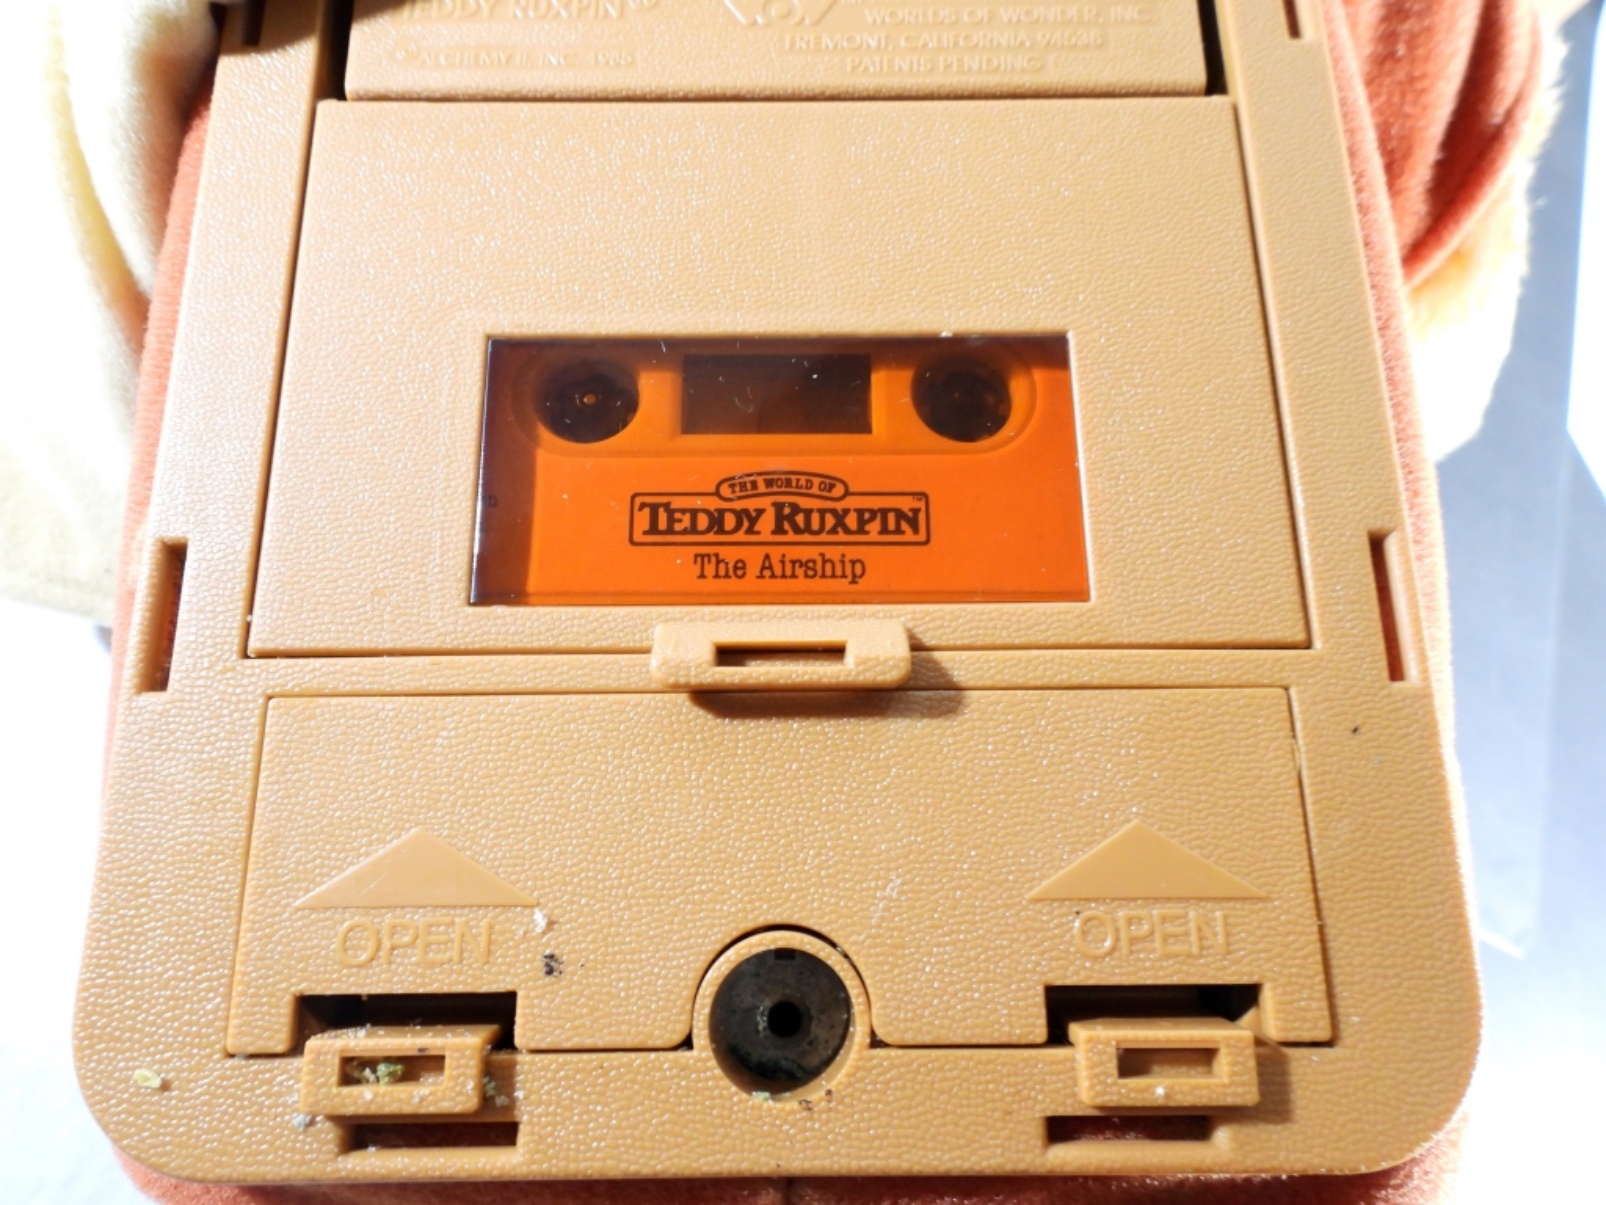 TEDDY RUXPIN
WORLDS OF WONDER, INC.
FREMONT, CALIFORNIA 94538
© ALCHEMY II, INC. 1985
PATENTS PENDING
THE WORLD OF
TEDDY RUXPIN™
The Airship
OPEN
OPEN